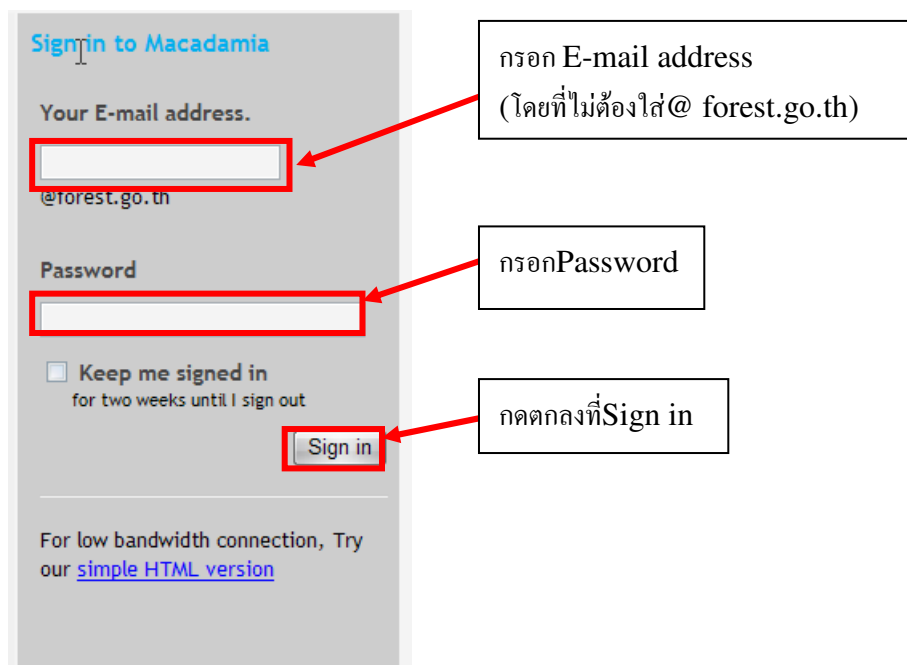 Sign in to Macadamia
Your E-mail address.
@forest.go.th
Password
Keep me signed in
for two weeks until I sign out
Sign in
For low bandwidth connection, Try
our simple HTML version
กรอก E-mail address
(โดยที่ไม่ต้องใส่@ forest.go.th)
กรอกPassword
กดตกลงที่Sign in